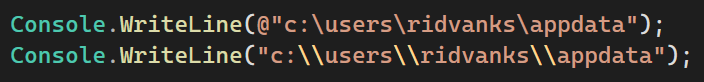 Console.WriteLine(@"c:\users\ridvanks\appdata");
Console.WriteLine("c:\\users\\ridvanks\\appdata");